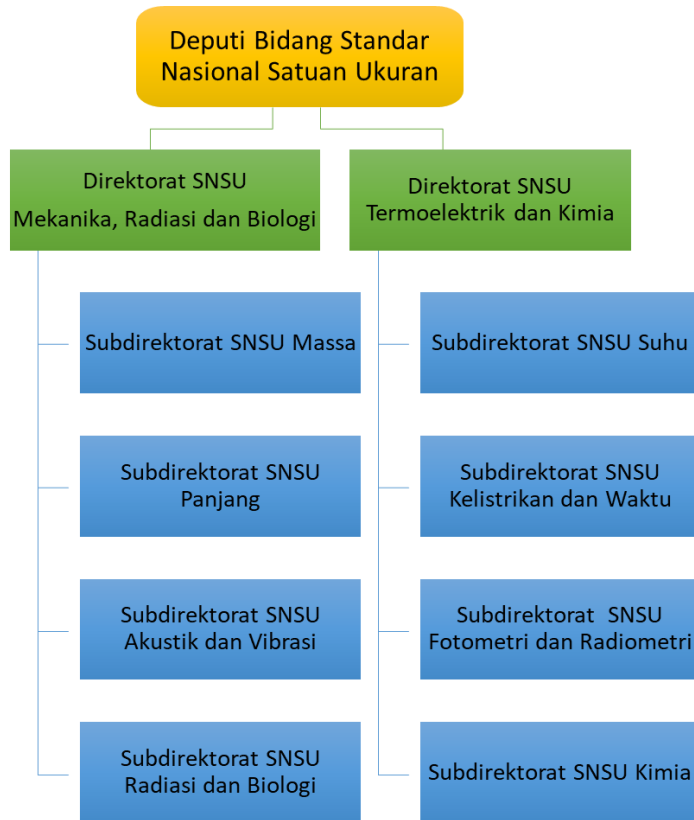 Deputi Bidang Standar
Nasional Satuan Ukuran
Direktorat SNSU
Mekanika, Radiasi dan Biologi
Direktorat SNSU
Termoelektrik dan Kimia
Subdirektorat SNSU Massa
Subdirektorat SNSU Suhu
Subdirektorat SNSU
Panjang
Subdirektorat SNSU
Kelistrikan dan Waktu
Subdirektorat SNSU
Akustik dan Vibrasi
Subdirektorat SNSU
Fotometri dan Radiometri
Subdirektorat SNSU
Radiasi dan Biologi
Subdirektorat SNSU Kimia